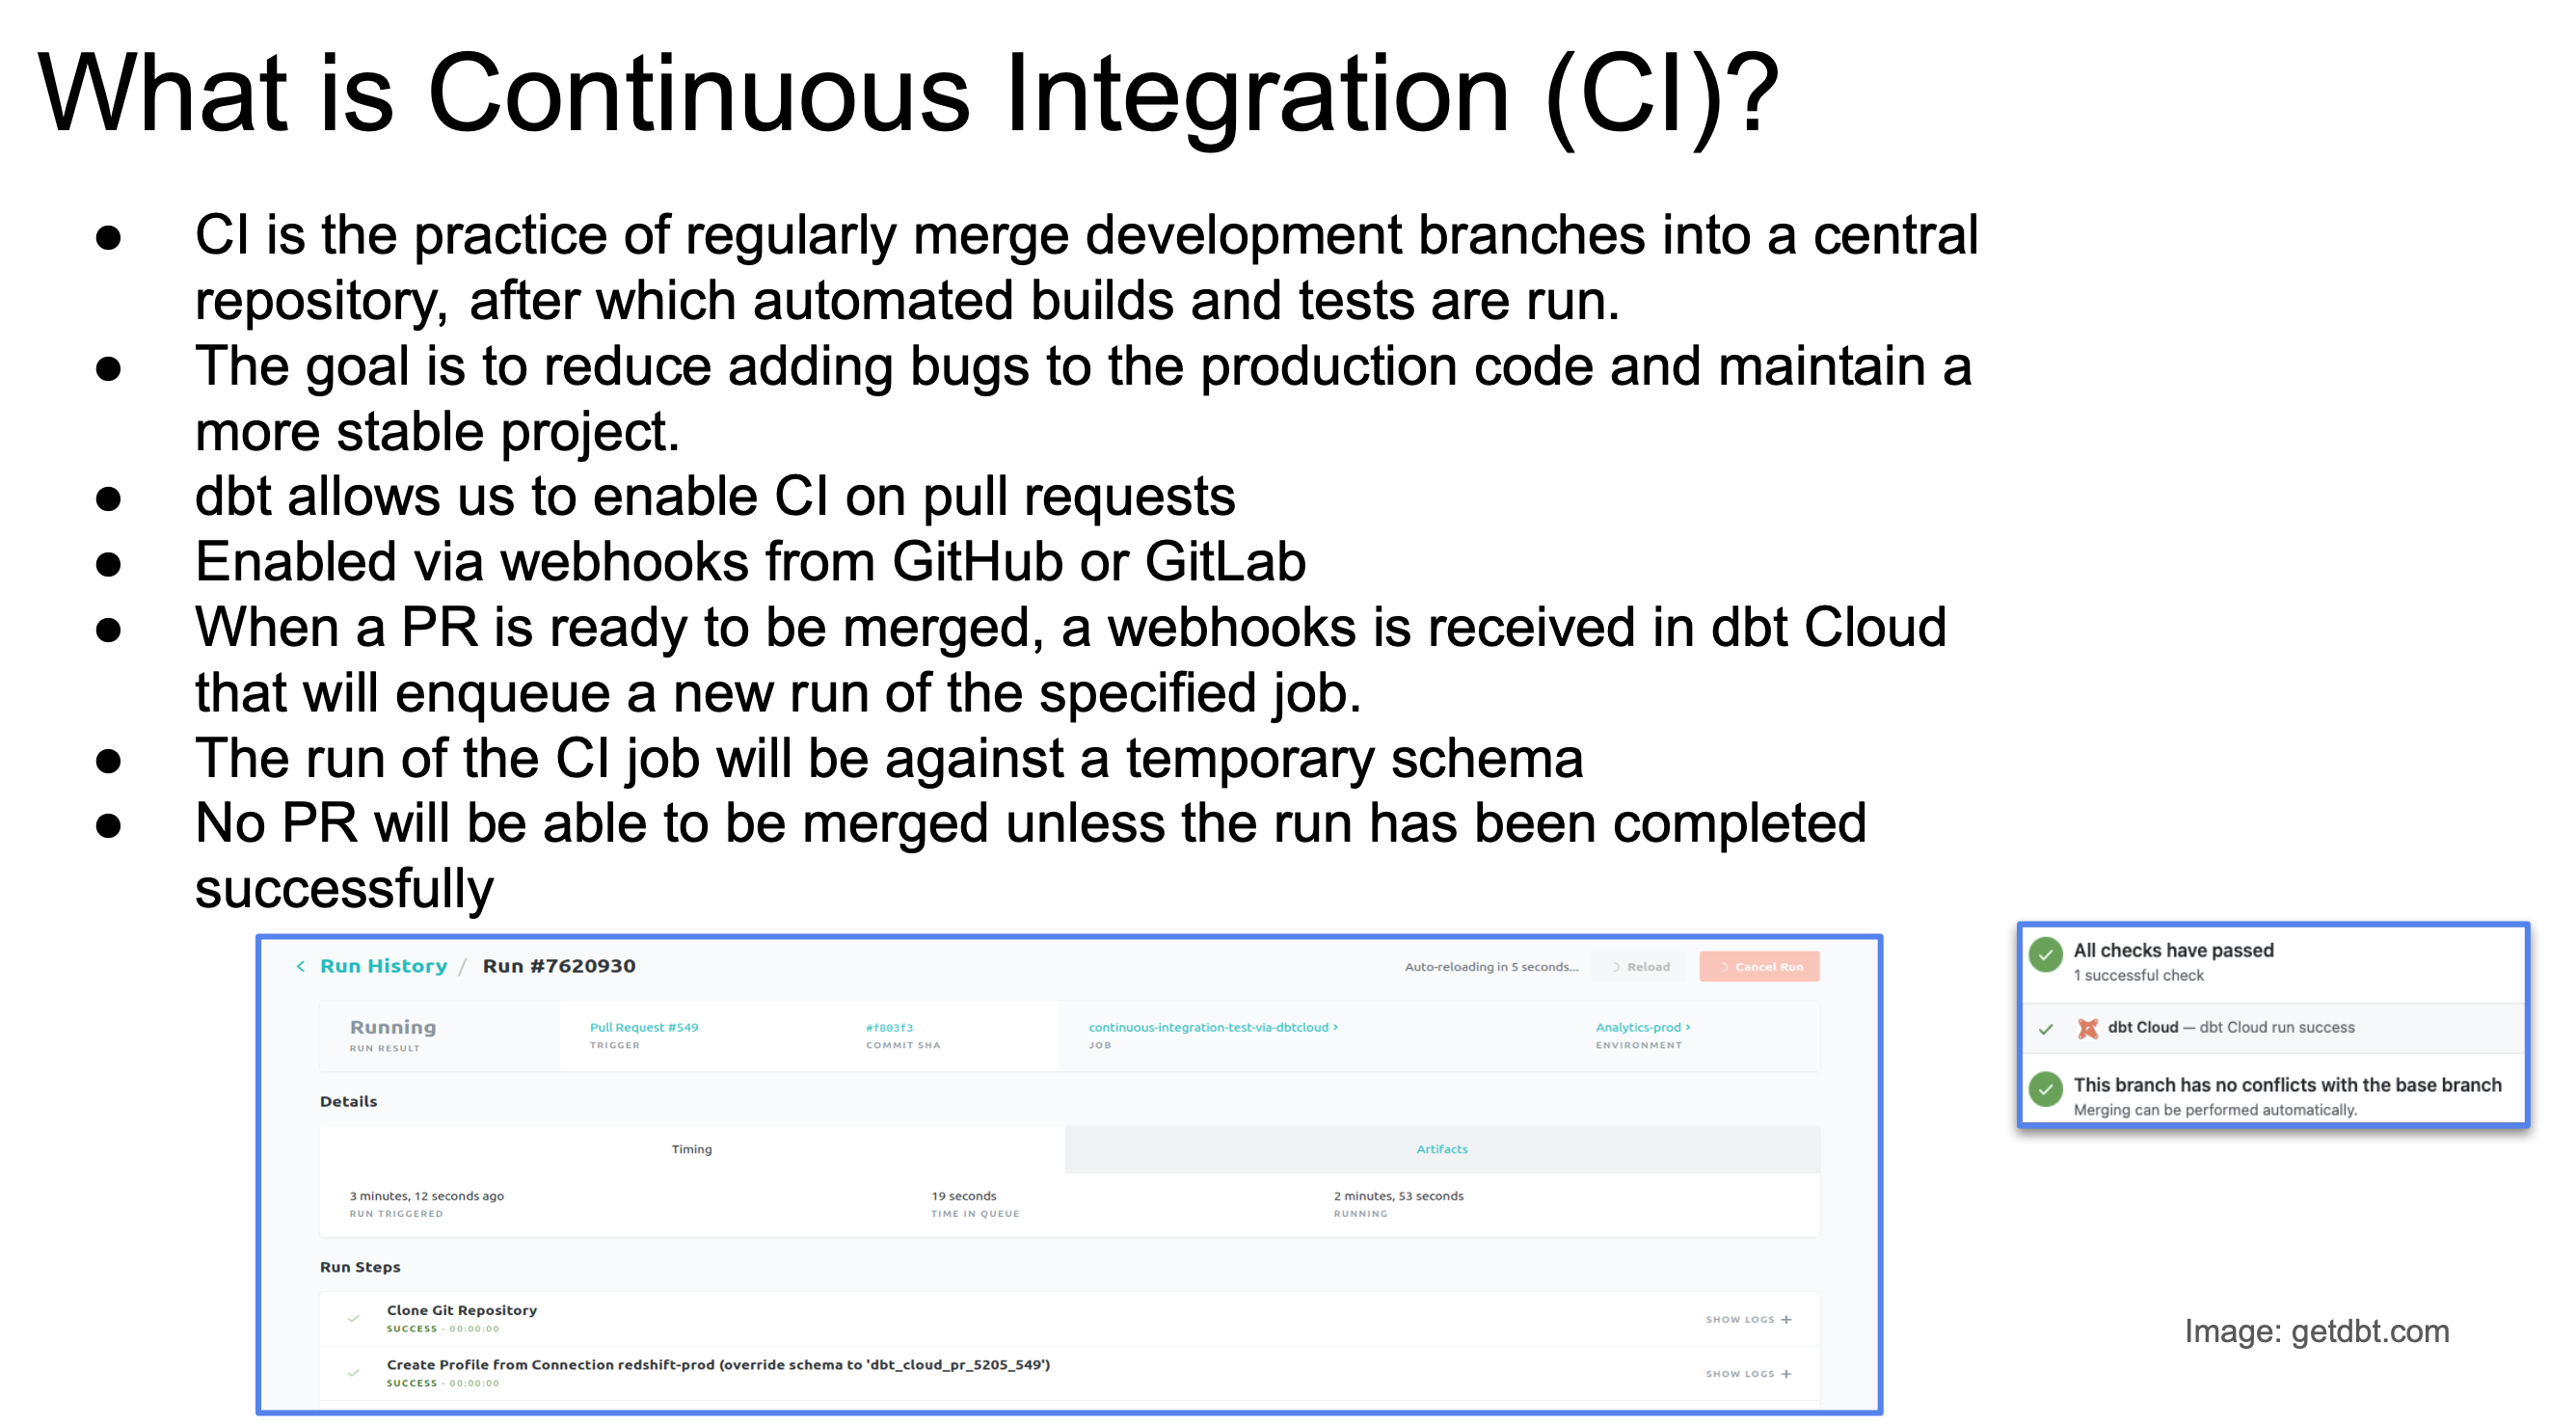 What is Continuous Integration (CI)?
● CI is the practice of regularly merge development branches into a central
repository, after which automated builds and tests are run.
● The goal is to reduce adding bugs to the production code and maintain a
more stable project.
● dbt allows us to enable CI on pull requests
● Enabled via webhooks from GitHub or GitLab
● When a PR is ready to be merged, a webhooks is received in dbt Cloud
that will enqueue a new run of the specified job.
● The run of the CI job will be against a temporary schema
● No PR will be able to be merged unless the run has been completed
successfully
< Run History / Run #7620930 Auto-reloading in 5 seconds... Reload Cancel Run
Running Pull Request #549 #f803f3 continuous-integration-test-via-dbtcloud > Analytics-prod >
RUN RESULT TRIGGER COMMIT SHA JOB ENVIRONMENT
Details
Timing Artifacts
3 minutes, 12 seconds ago 19 seconds 2 minutes, 53 seconds
RUN TRIGGERED TIME IN QUEUE RUNNING
Run Steps
Clone Git Repository
SUCCESS - 00:00:00 SHOW LOGS +
Create Profile from Connection redshift-prod (override schema to 'dbt_cloud_pr_5205_549')
SUCCESS - 00:00:00 SHOW LOGS +
All checks have passed
1 successful check
dbt Cloud — dbt Cloud run success
This branch has no conflicts with the base branch
Merging can be performed automatically.
Image: getdbt.com